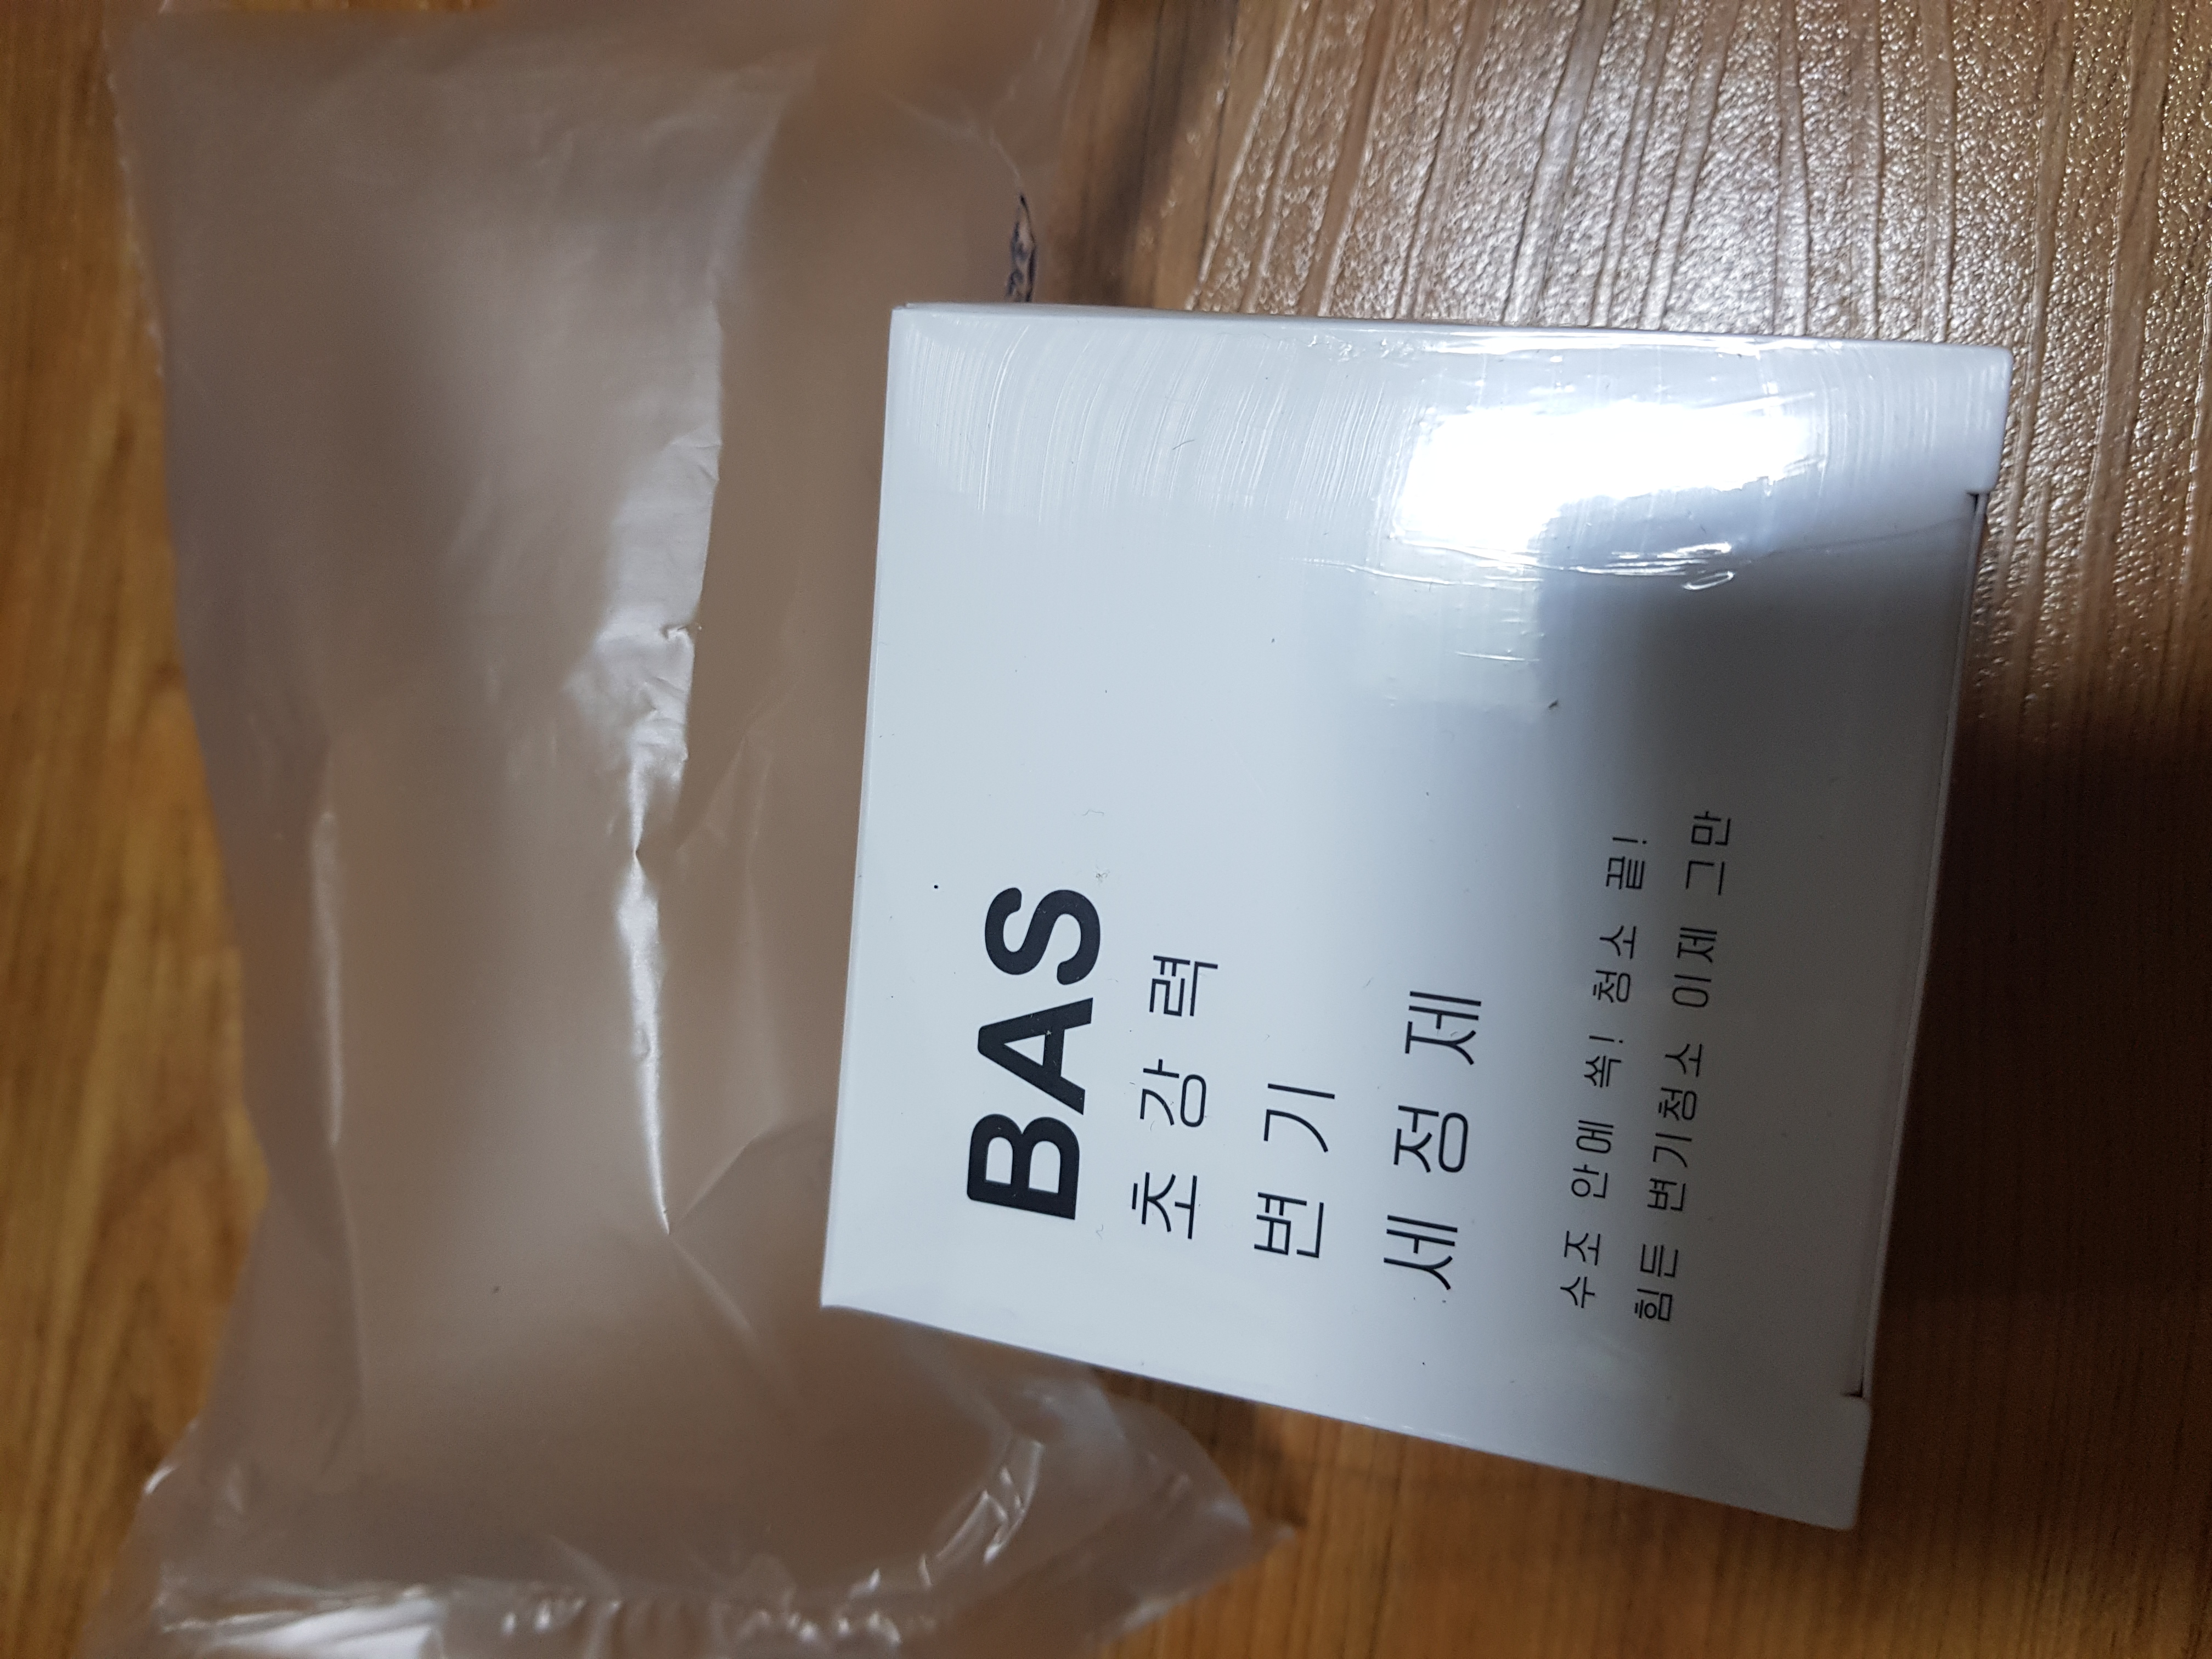 BAS
초강력
변기
세정제
수조 안에 쏙! 청소 끝!
힘든 변기청소 이제 그만